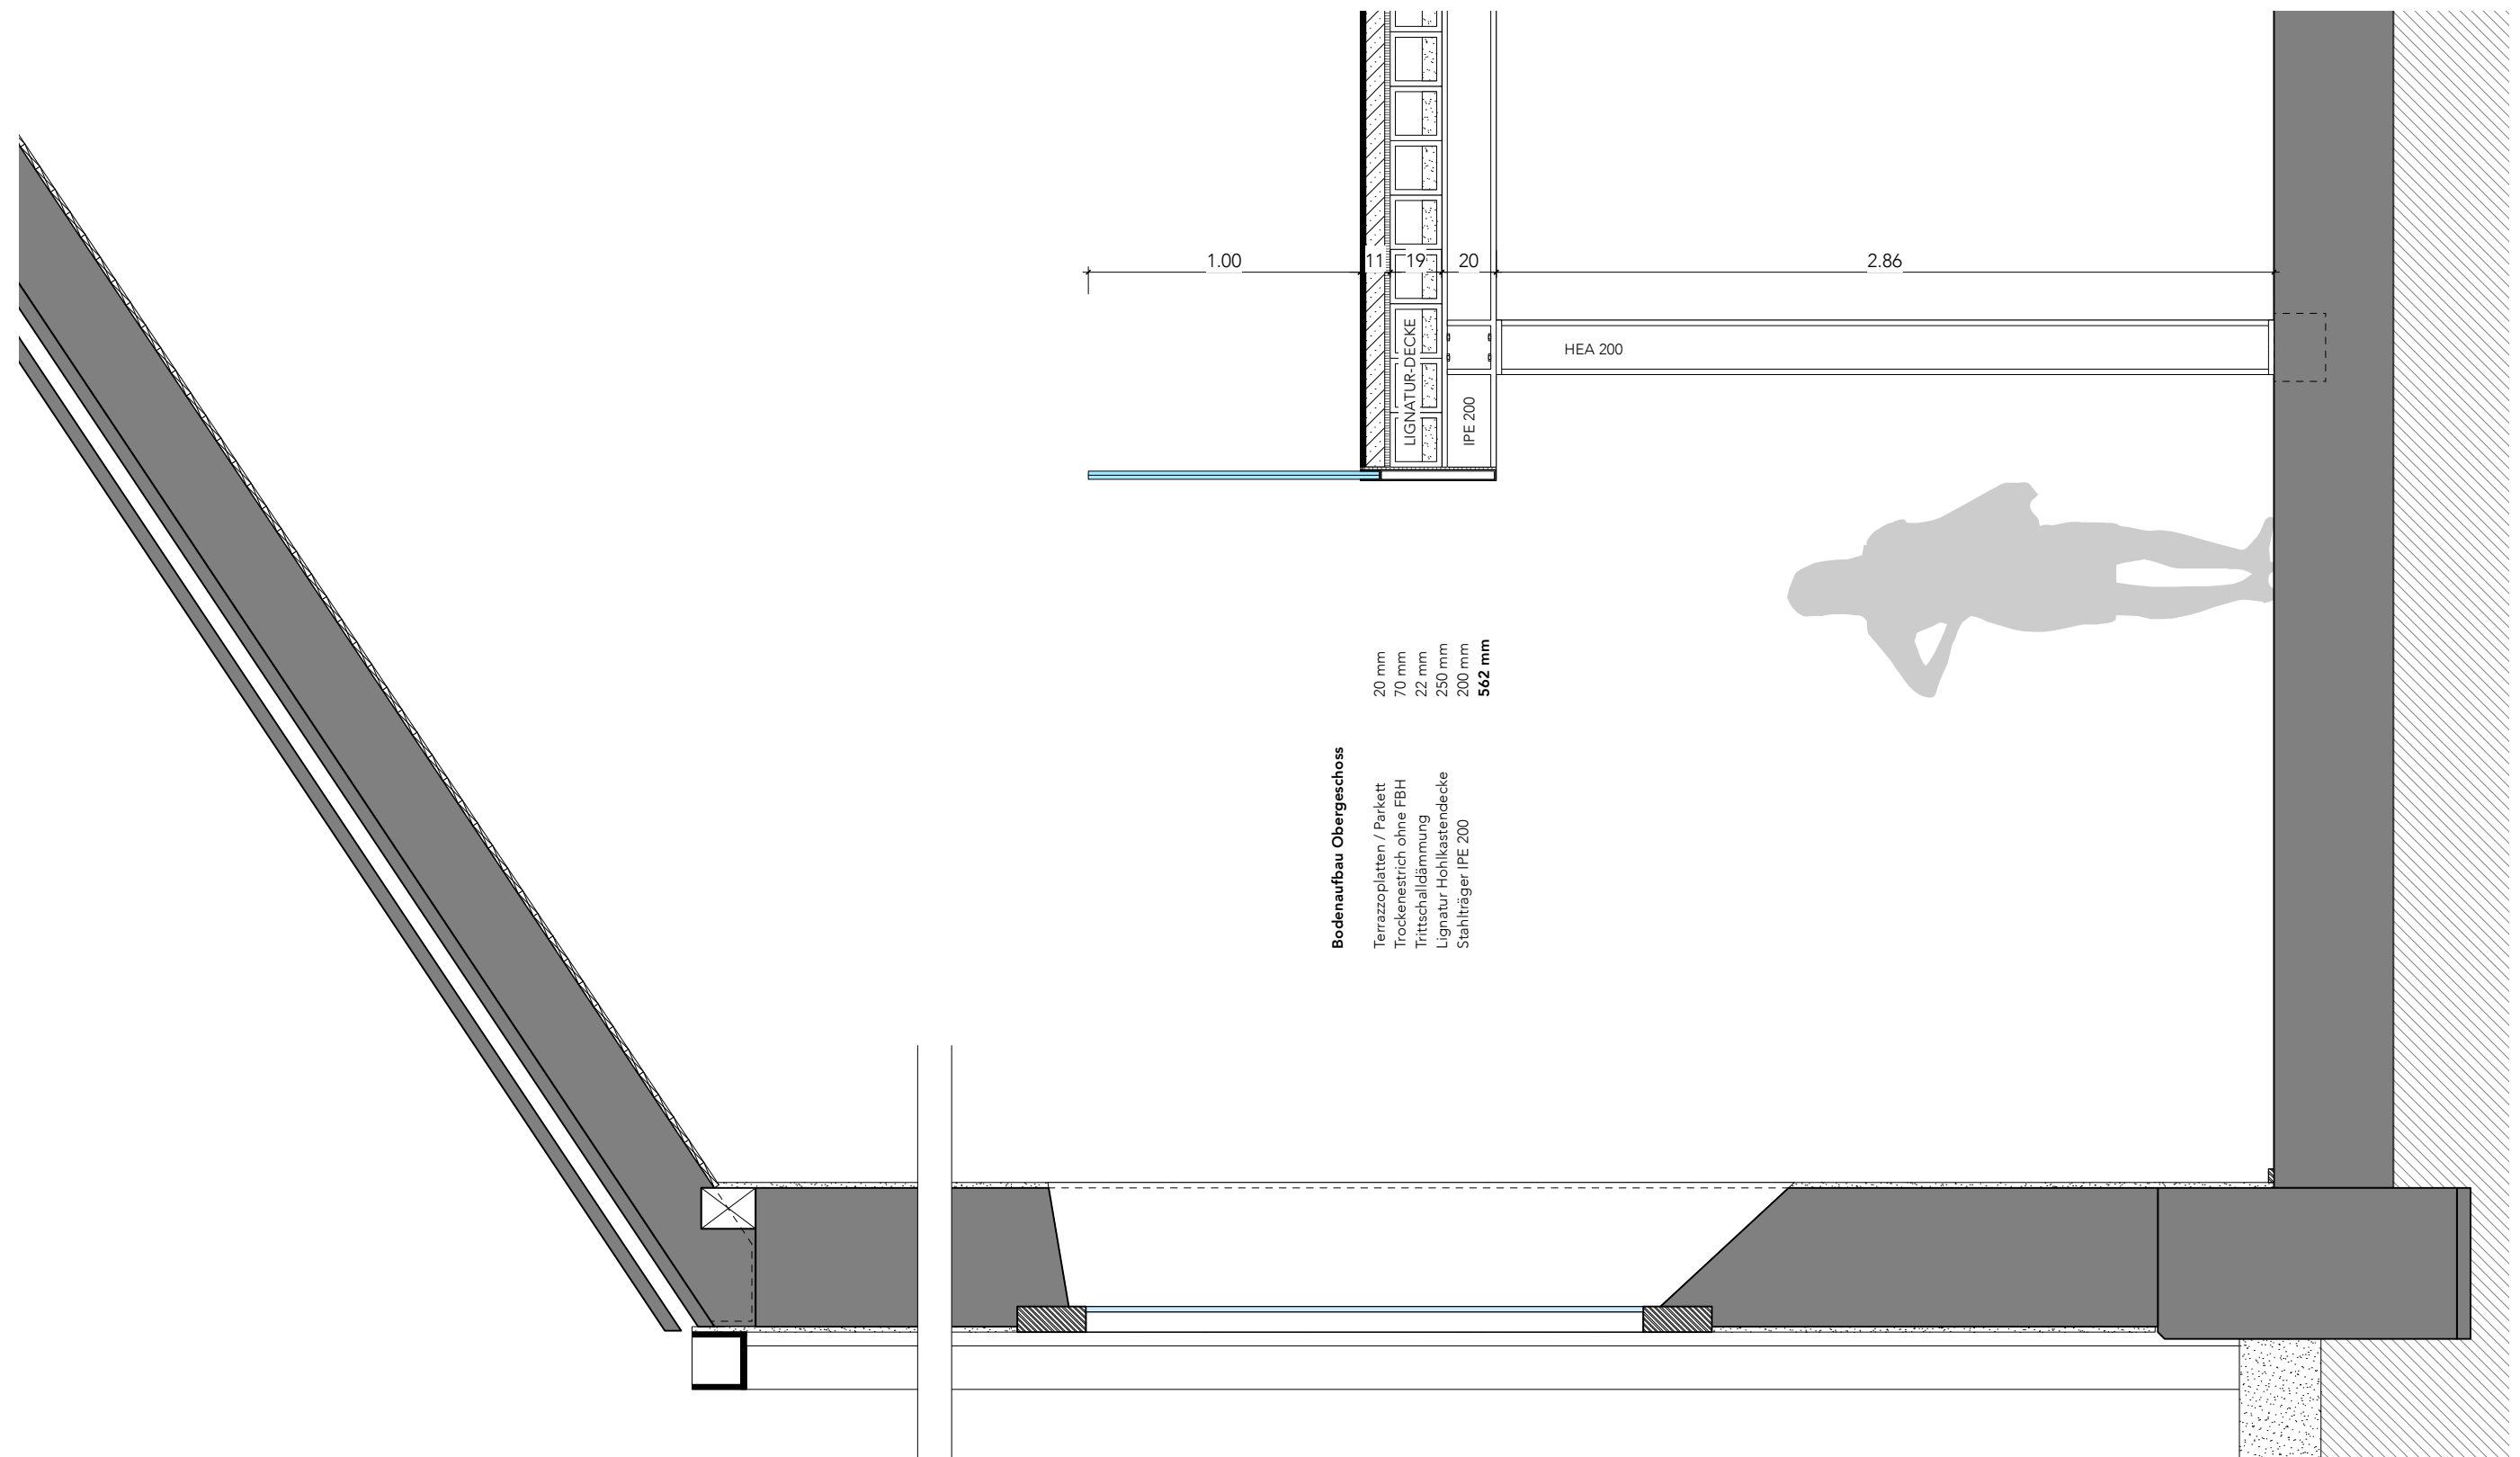 1.00
11
19
20
2.86
HEA 200
LIGNATUR-DECKE
IPE 200
Bodenaufbau Obergeschoss
Terrazzoplatten / Parkett 20 mm
Trockenestrich ohne FBH 70 mm
Trittschalldämmung 22 mm
Lignatur Hohlkastendecke 250 mm
Stahlträger IPE 200 200 mm
562 mm